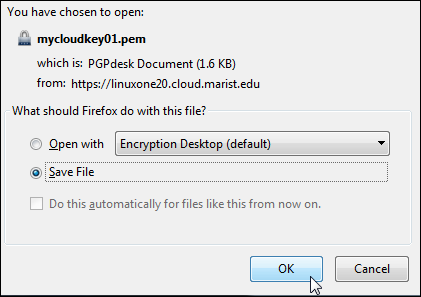 You have chosen to open:
mycloudkey01.pem
which is: PGPdesk Document (1.6 KB)
from: https://linuxone20.cloud.marist.edu
What should Firefox do with this file?
Open with Encryption Desktop (default)
Save File
Do this automatically for files like this from now on.
OK Cancel